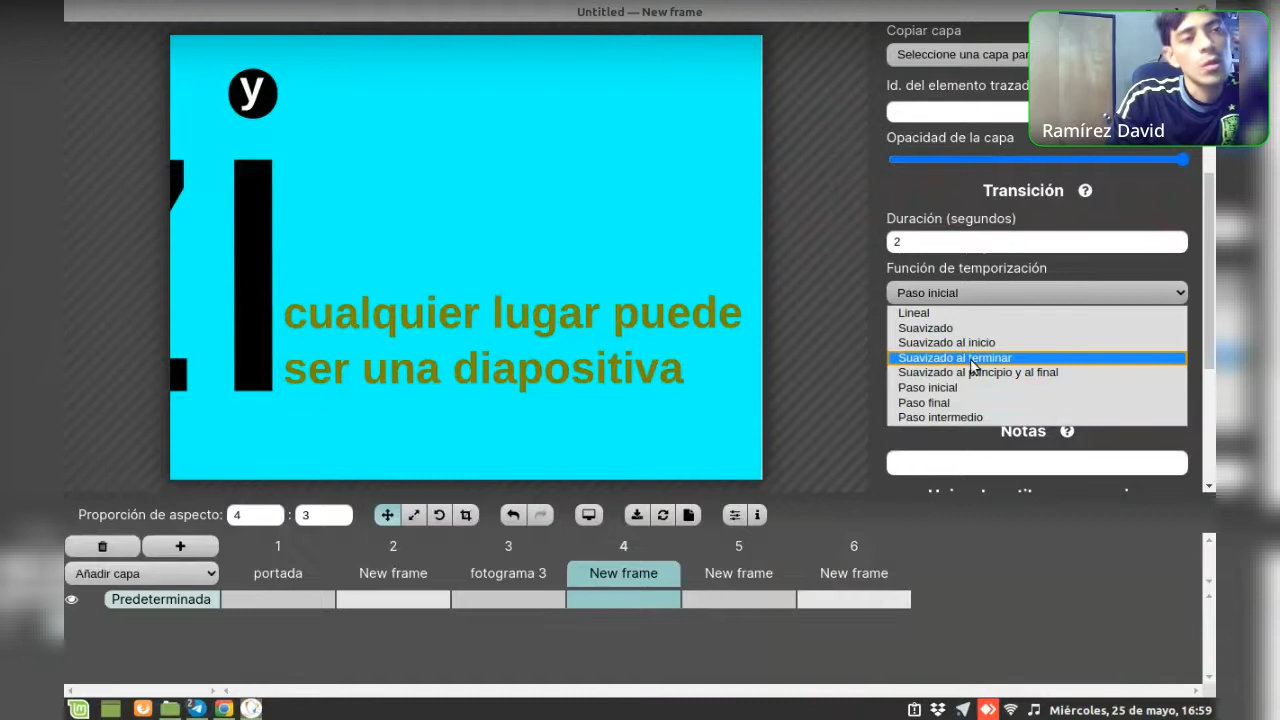 Untitled — New frame
Copiar capa
Seleccione una capa par
Id. del elemento trazad
Ramírez David
Opacidad de la capa
Transición
Duración (segundos)
2
Función de temporización
Paso inicial
Lineal
Suavizado
Suavizado al inicio
Suavizado al terminar
Suavizado al principio y al final
Paso inicial
Paso final
Paso intermedio
Notas
y
i
cualquier lugar puede
ser una diapositiva
Proporción de aspecto: 4 : 3
1 2 3 4 5 6
Añadir capa portada New frame fotograma 3 New frame New frame New frame
Predeterminada
2
Miércoles, 25 de mayo, 16:59